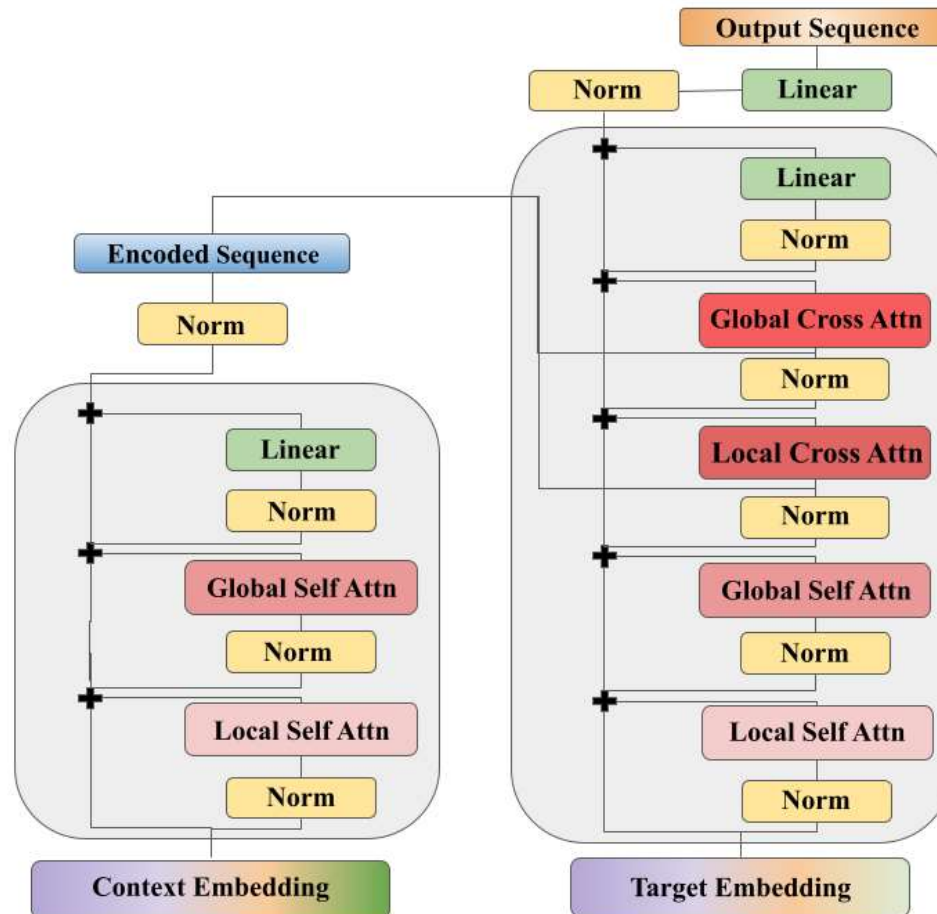 Output Sequence
Norm
Linear
Linear
Norm
Encoded Sequence
Global Cross Attn
Norm
Norm
Local Cross Attn
Linear
Norm
Norm
Global Self Attn
Global Self Attn
Norm
Norm
Local Self Attn
Local Self Attn
Norm
Norm
Context Embedding
Target Embedding